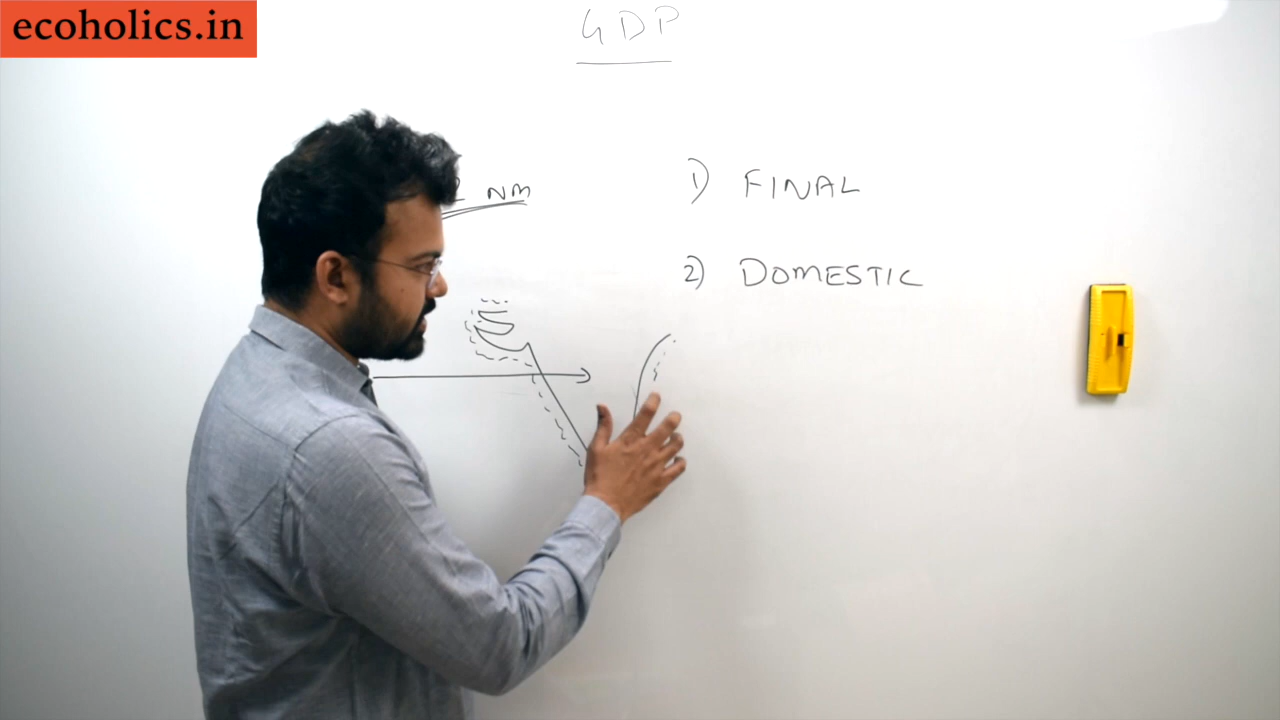 ecoholics.in
GDP
NM
1) FINAL
2) DOMESTIC